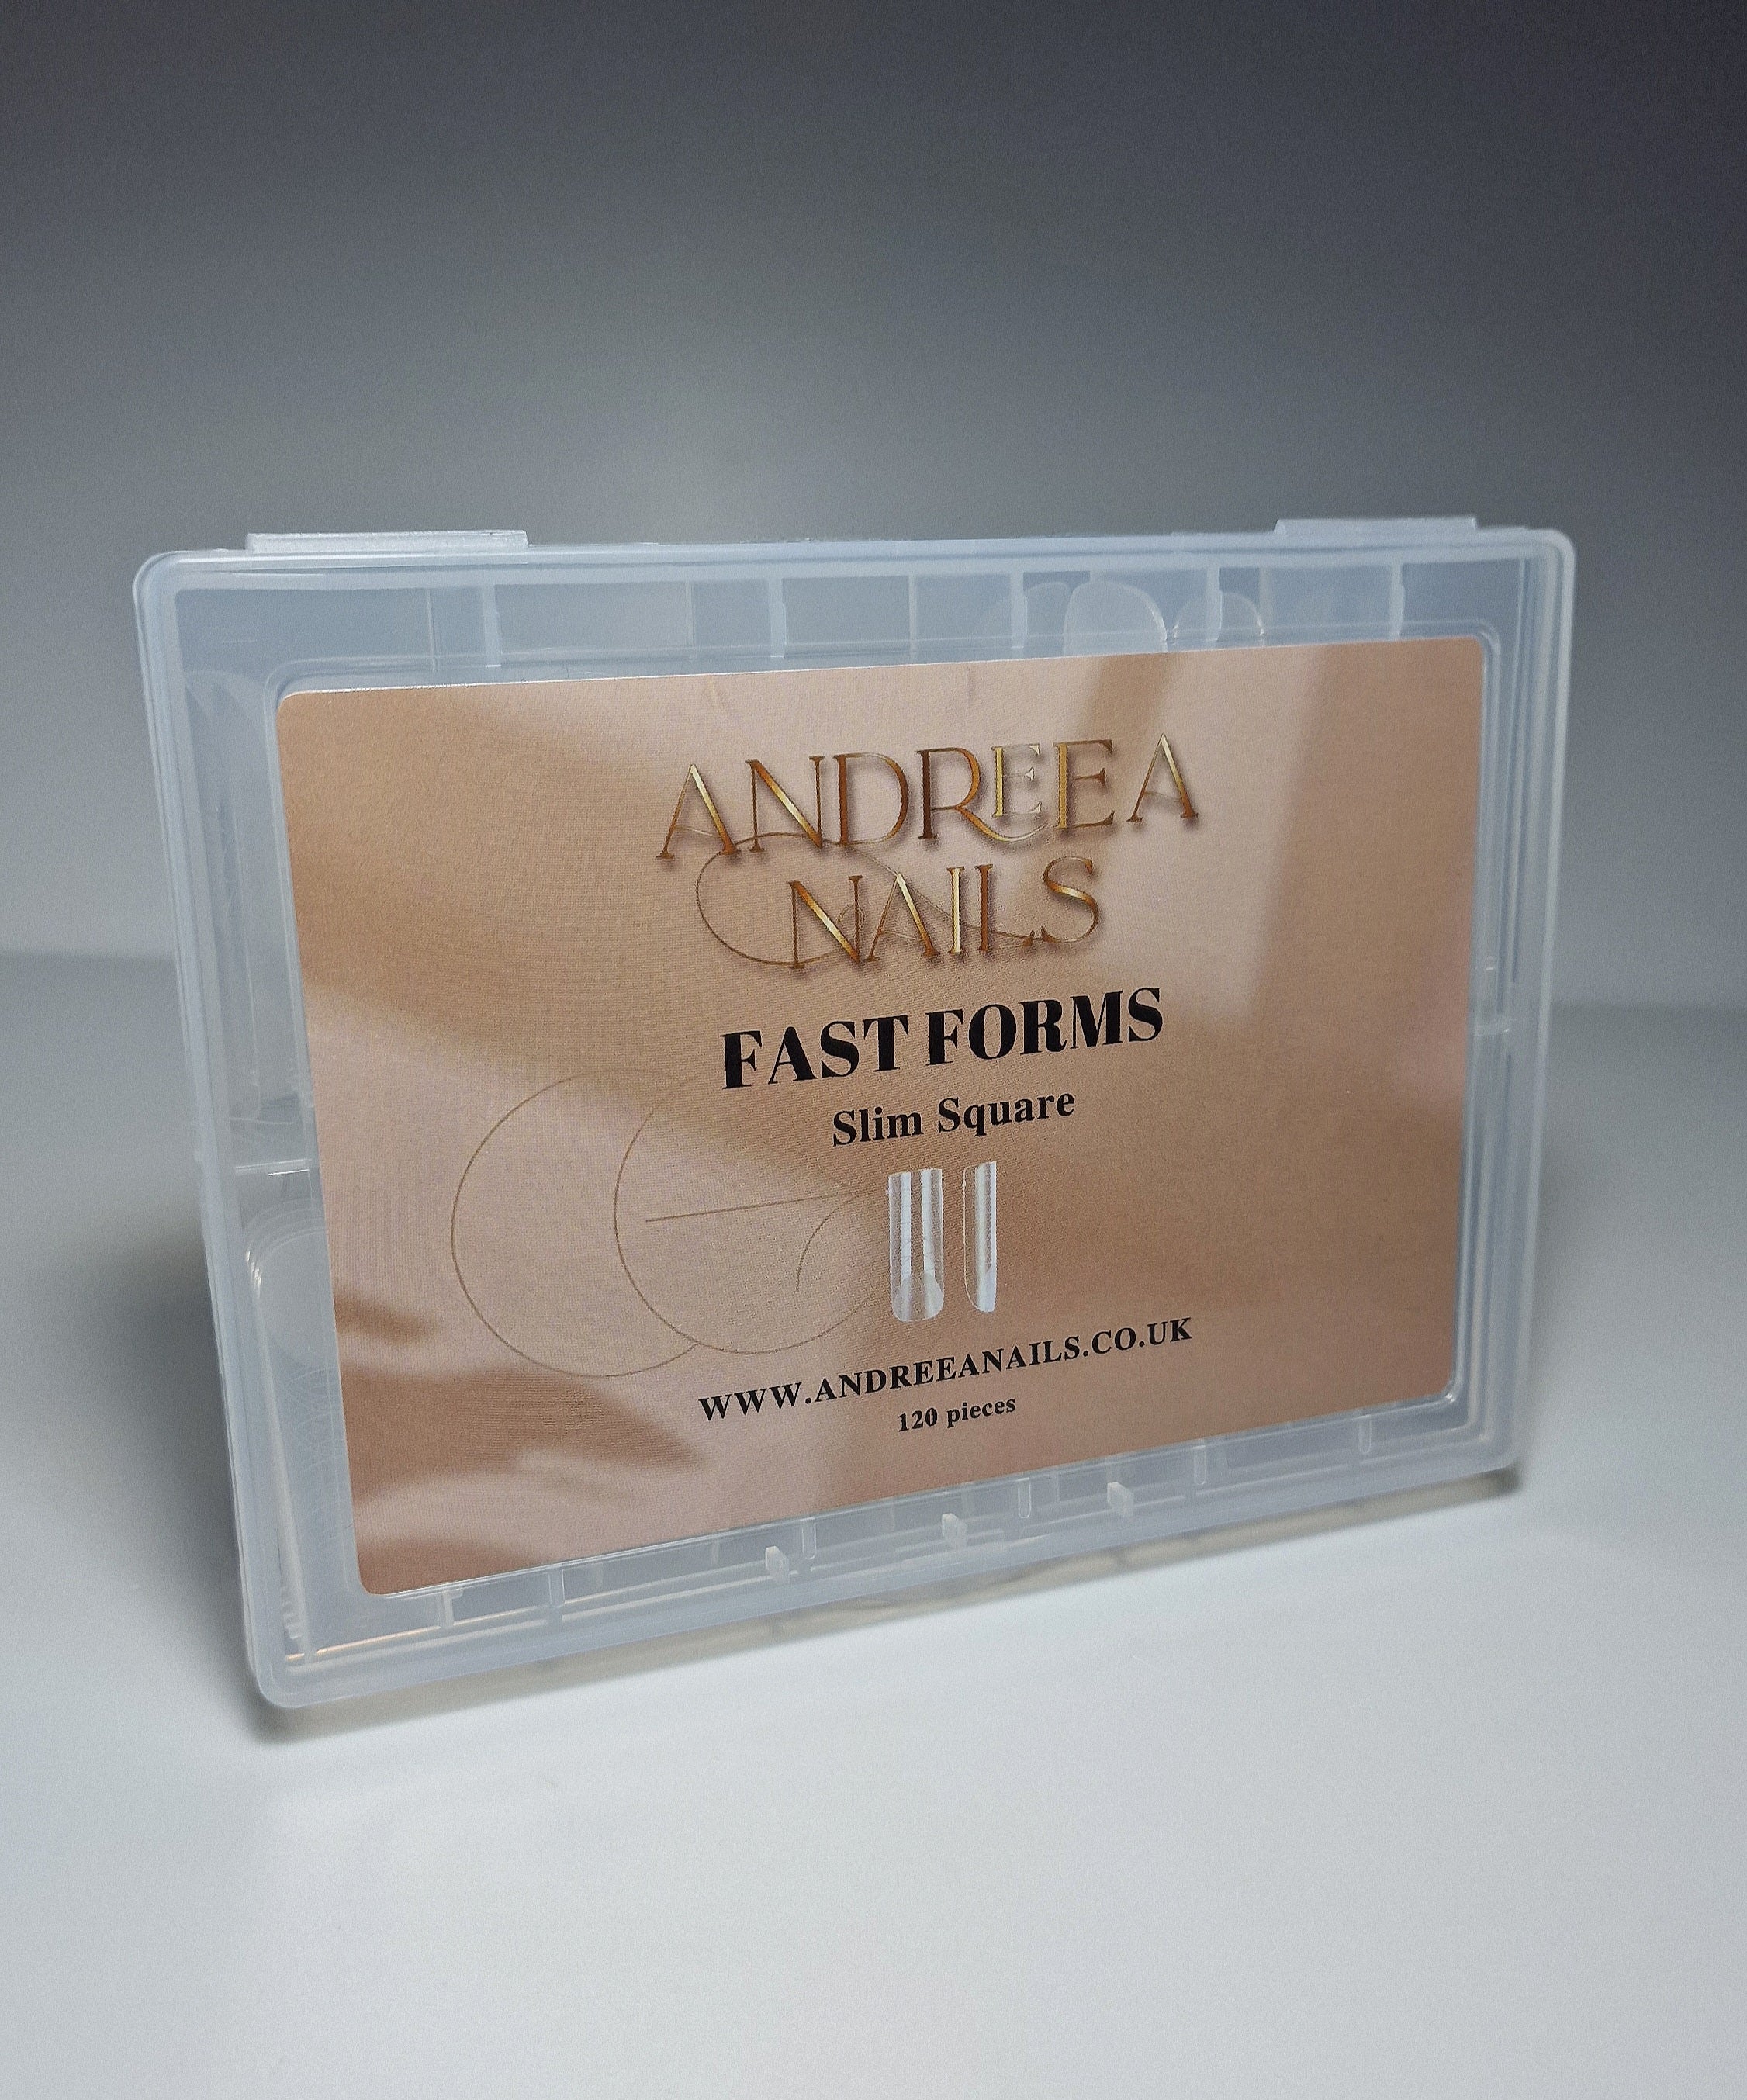 ANDREEA
NAILS
FAST FORMS
Slim Square
WWW.ANDREEANAILS.CO.UK
120 pieces